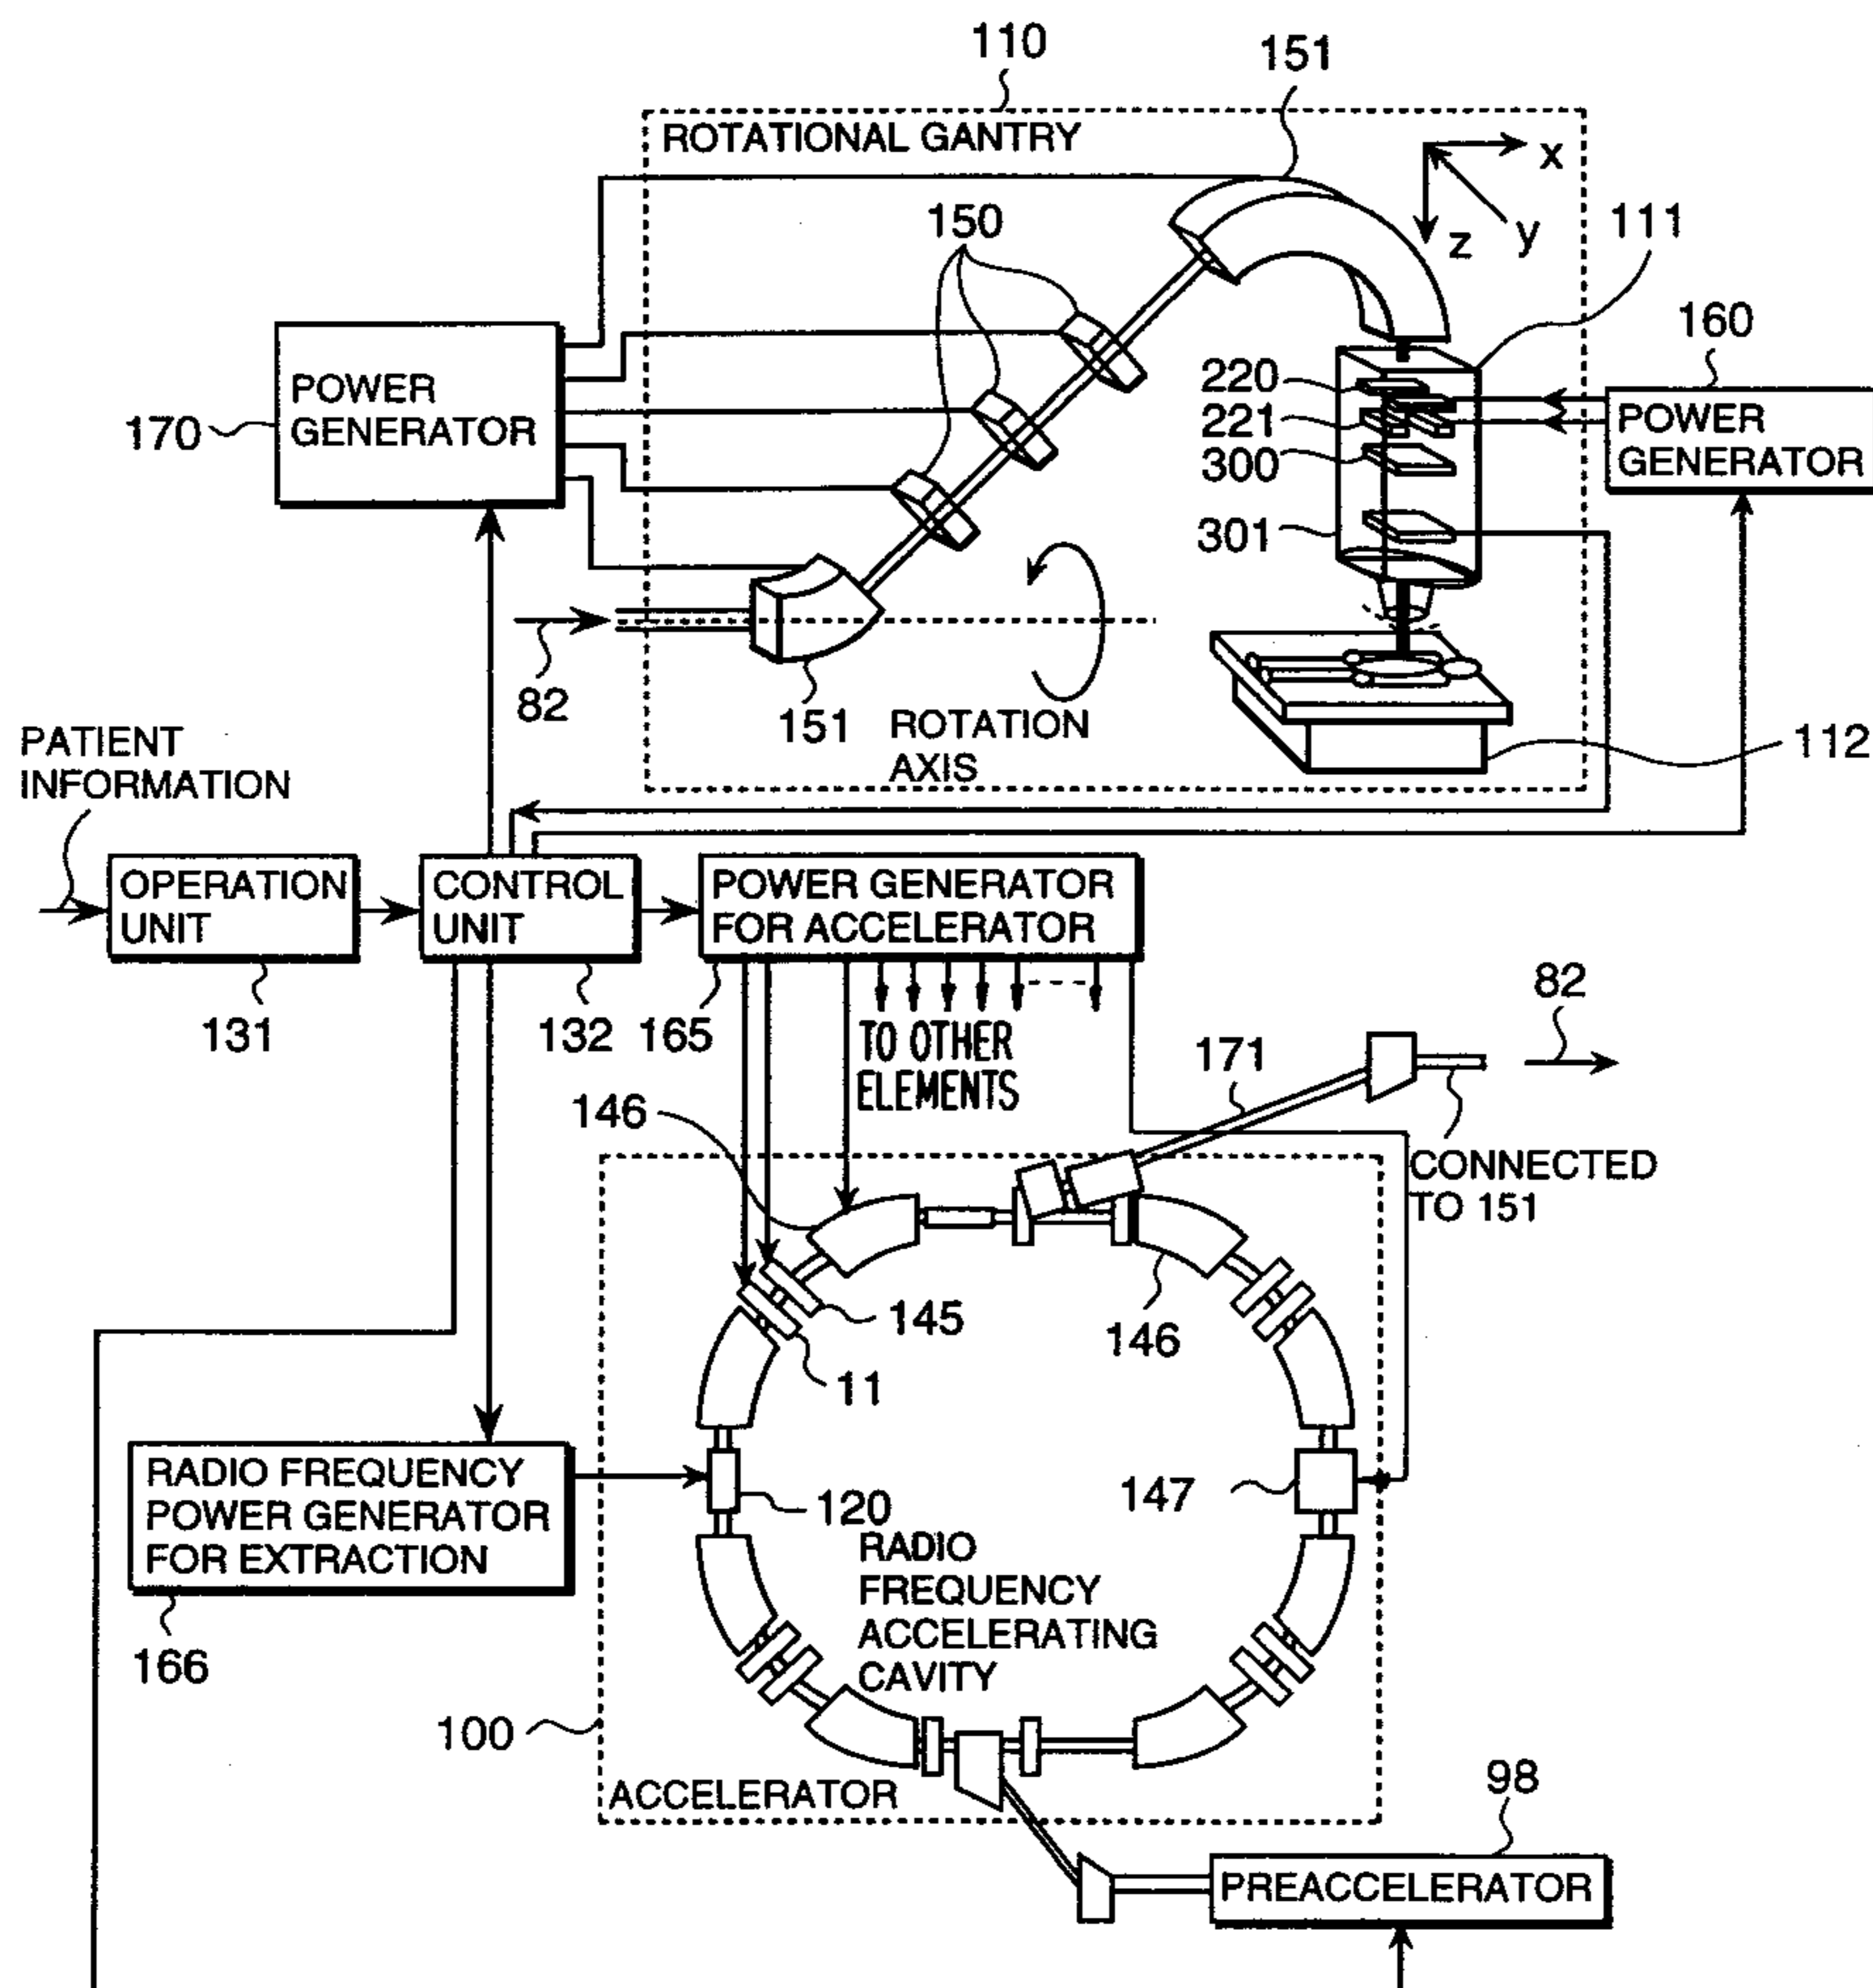 110
151
ROTATIONAL GANTRY
x
y
z
150
111
160
POWER
GENERATOR
170
220
221
300
301
POWER
GENERATOR
82
151
ROTATION
AXIS
112
PATIENT
INFORMATION
OPERATION
UNIT
CONTROL
UNIT
POWER GENERATOR
FOR ACCELERATOR
131
132
165
TO OTHER
ELEMENTS
82
171
146
CONNECTED
TO 151
145
146
11
RADIO FREQUENCY
POWER GENERATOR
FOR EXTRACTION
120
147
RADIO
FREQUENCY
ACCELERATING
CAVITY
166
100
ACCELERATOR
98
PREACCELERATOR